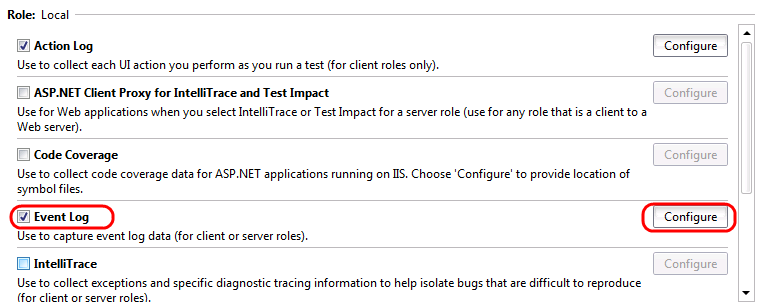 Role: Local
Action Log Configure
Use to collect each UI action you perform as you run a test (for client roles only).
ASP.NET Client Proxy for IntelliTrace and Test Impact Configure
Use for Web applications when you select IntelliTrace or Test Impact for a server role (use for any role that is a client to a
Web server).
Code Coverage Configure
Use to collect code coverage data for ASP.NET applications running on IIS. Choose 'Configure' to provide location of
symbol files.
Event Log Configure
Use to capture event log data (for client or server roles).
IntelliTrace Configure
Use to collect exceptions and specific diagnostic tracing information to help isolate bugs that are difficult to reproduce
(for client or server roles).